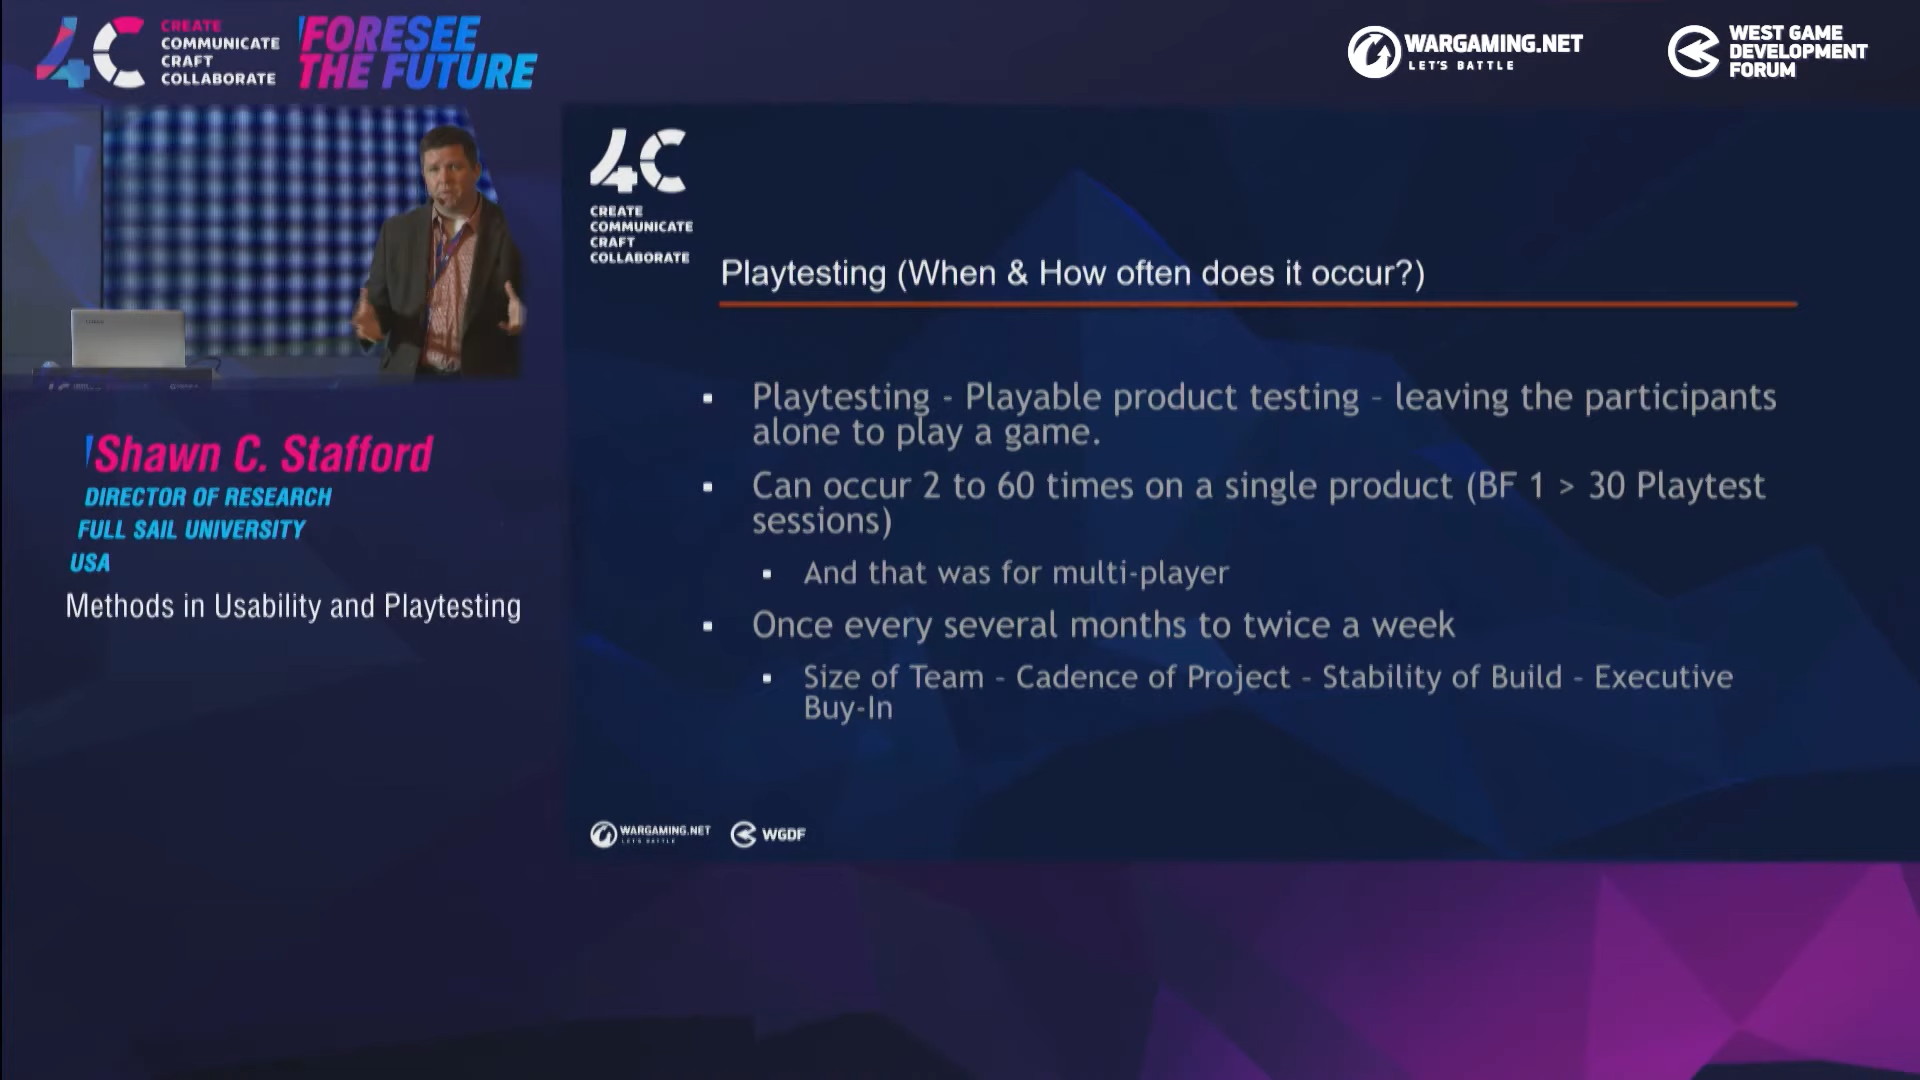 4C
CREATE
COMMUNICATE
CRAFT
COLLABORATE
FORESEE
THE FUTURE
WARGAMING.NET
LET'S BATTLE
WEST GAME
DEVELOPMENT
FORUM
Shawn C. Stafford
DIRECTOR OF RESEARCH
FULL SAIL UNIVERSITY
USA
Methods in Usability and Playtesting
4C
CREATE
COMMUNICATE
CRAFT
COLLABORATE
Playtesting (When & How often does it occur?)
▪ Playtesting - Playable product testing – leaving the participants
alone to play a game.
▪ Can occur 2 to 60 times on a single product (BF 1 > 30 Playtest
sessions)
▪ And that was for multi-player
▪ Once every several months to twice a week
▪ Size of Team – Cadence of Project – Stability of Build – Executive
Buy-In
WARGAMING.NET
LET'S BATTLE
WGDF